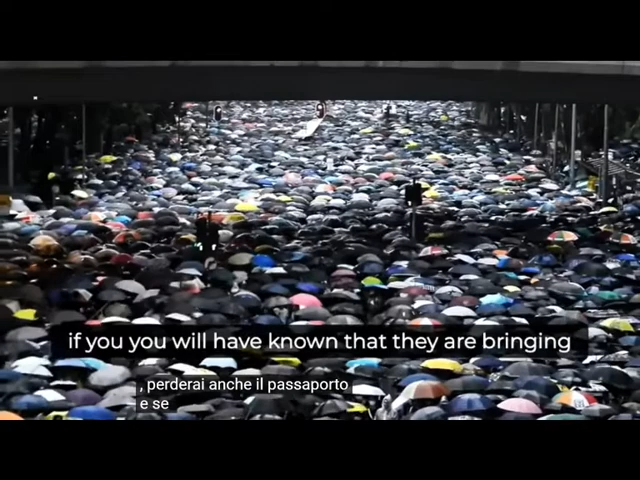 if you you will have known that they are bringing
, perderai anche il passaporto
e se